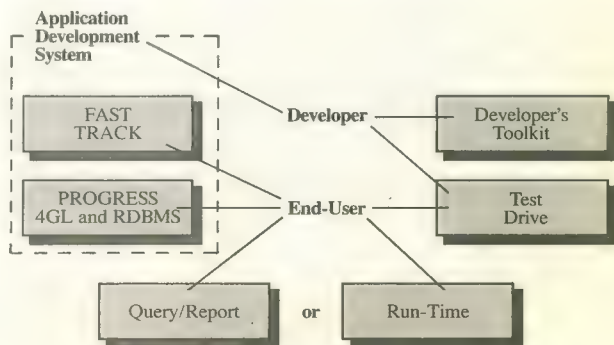 Application
Development
System
FAST
TRACK
Developer
Developer's
Toolkit
PROGRESS
4GL and RDBMS
End-User
Test
Drive
Query/Report
or
Run-Time